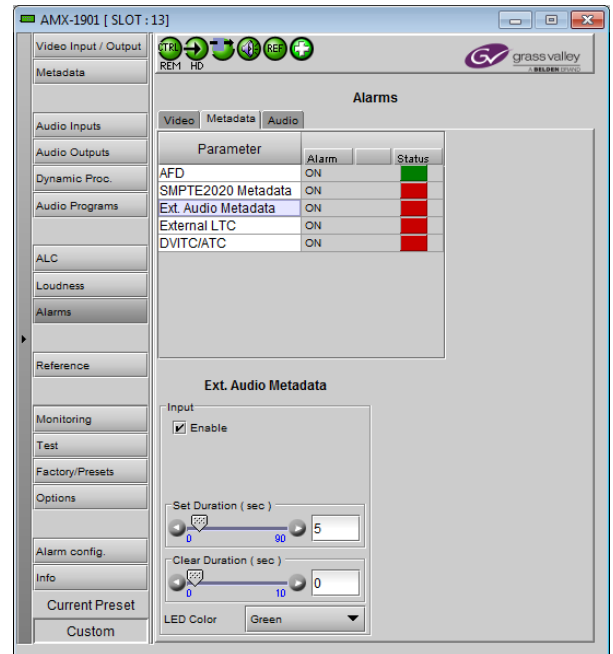 AMX-1901 [ SLOT : 13]
Video Input / Output
Metadata
Audio Inputs
Audio Outputs
Dynamic Proc.
Audio Programs
ALC
Loudness
Alarms
Reference
Monitoring
Test
Factory/Presets
Options
Alarm config.
Info
Current Preset
Custom
CTRL
REF
REM HD
GV
grass valley
A BELDEN BRAND
Alarms
Video Metadata Audio
Parameter Alarm Status
AFD ON
SMPTE2020 Metadata ON
Ext. Audio Metadata ON
External LTC ON
DVITC/ATC ON
Ext. Audio Metadata
Input
Enable
Set Duration ( sec )
5
0 90
Clear Duration ( sec )
0
0 10
LED Color Green